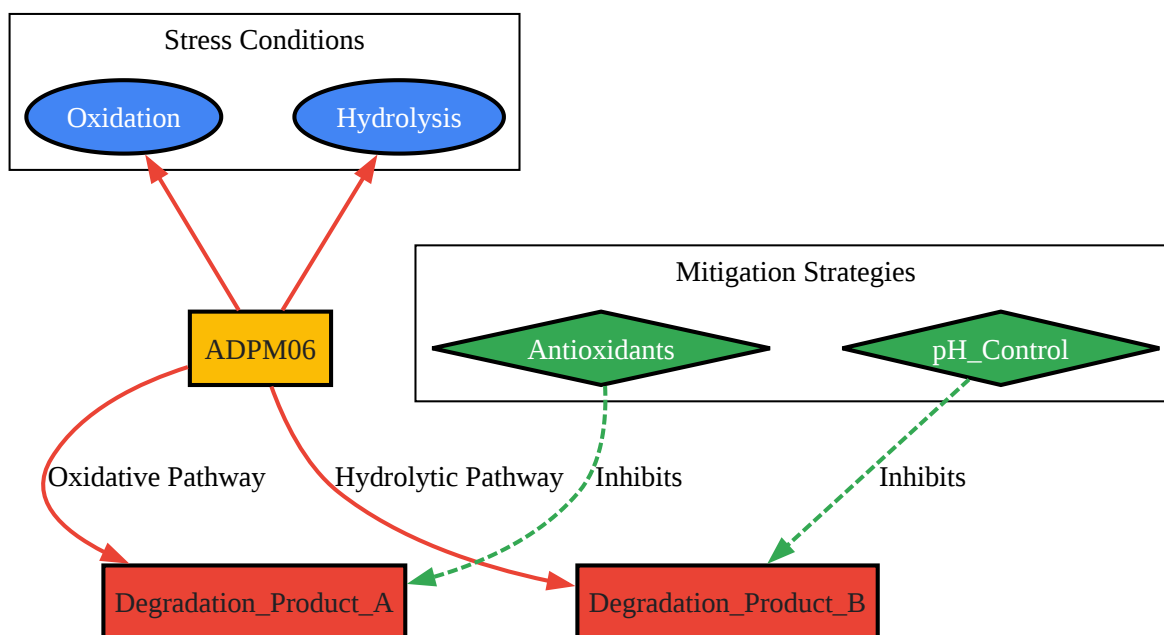 Stress Conditions
Oxidation
Hydrolysis
Mitigation Strategies
ADPM06
Antioxidants
pH_Control
Oxidative Pathway
Hydrolytic Pathway
Inhibits
Inhibits
Degradation_Product_A
Degradation_Product_B